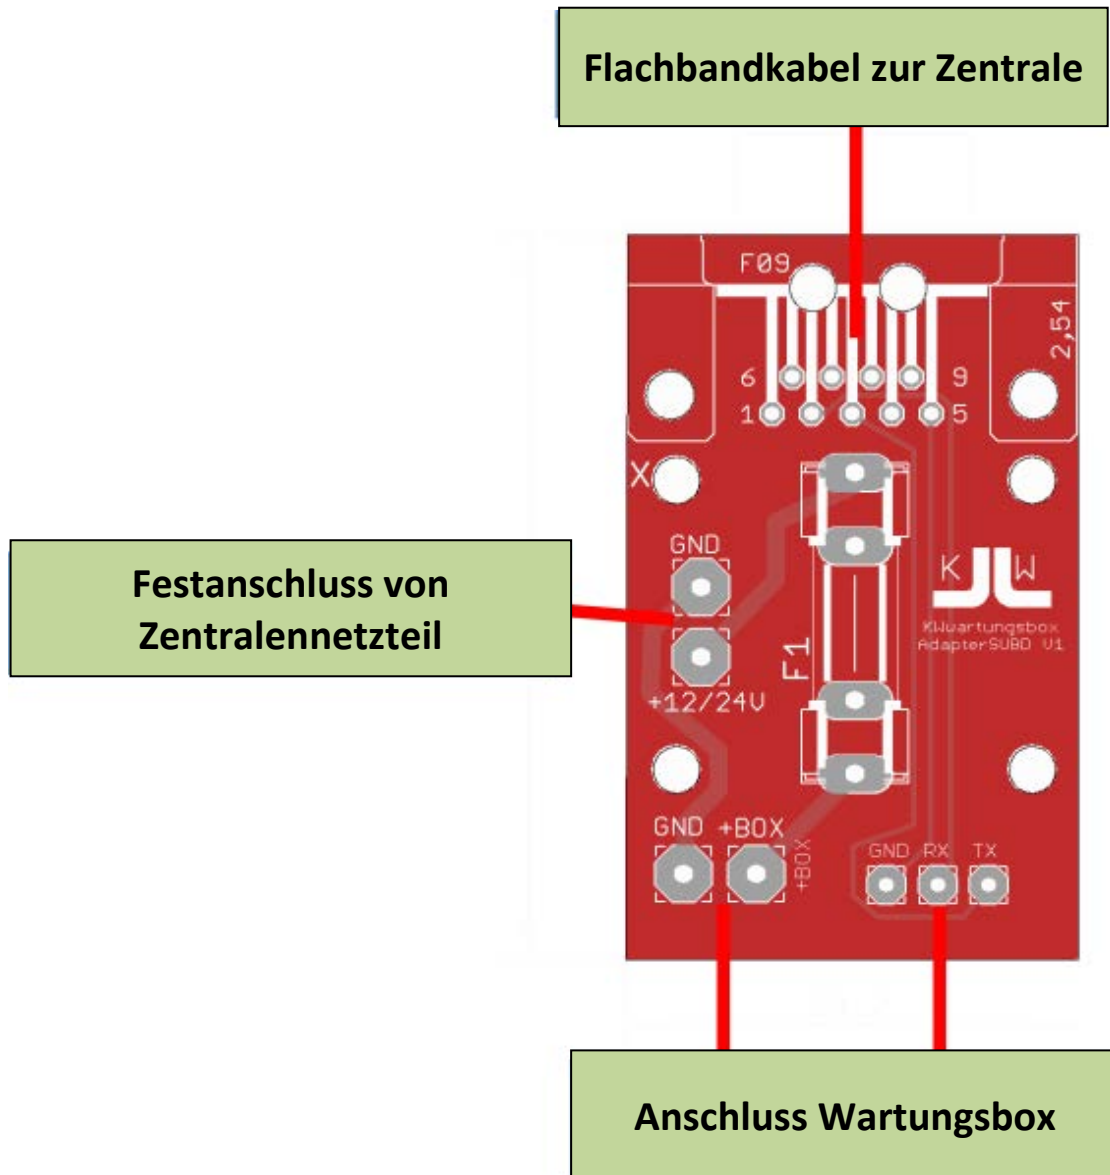 Flachbandkabel zur Zentrale
F09
2,54
6 9
1 5
X
Festanschluss von
Zentralennetzteil
GND
+12/24V
F1
K W
KWwartungsbox
AdapterSUBD V1
GND +BOX
+BOX
GND RX TX
Anschluss Wartungsbox